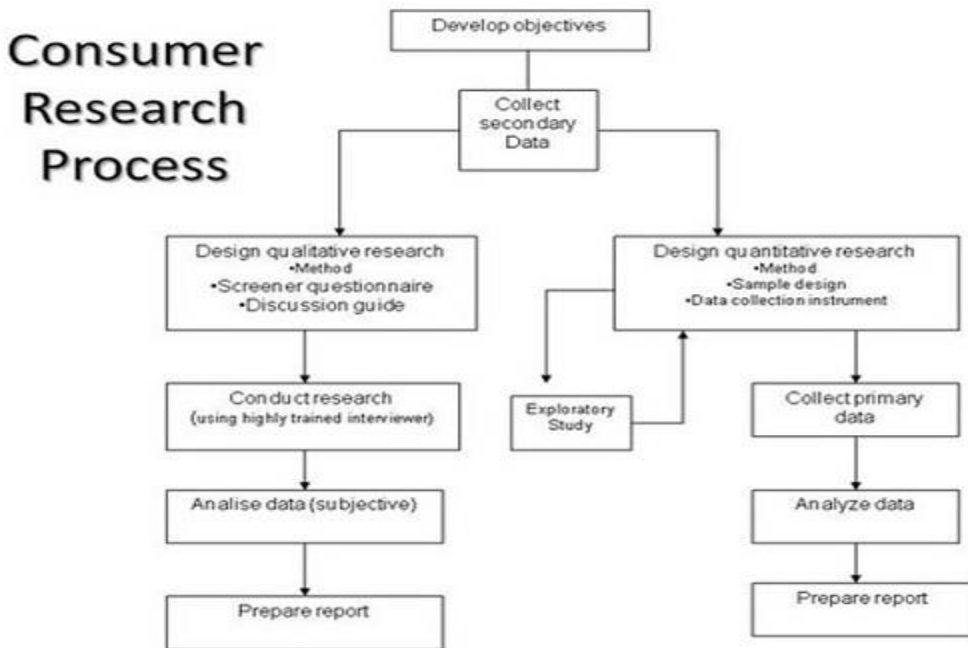 Consumer
Research
Process
Develop objectives
Collect
secondary
Data
Design qualitative research
•Method
•Screener questionnaire
•Discussion guide
Conduct research
(using highly trained interviewer)
Analise data (subjective)
Prepare report
Design quantitative research
•Method
•Sample design
•Data collection instrument
Exploratory
Study
Collect primary
data
Analyze data
Prepare report